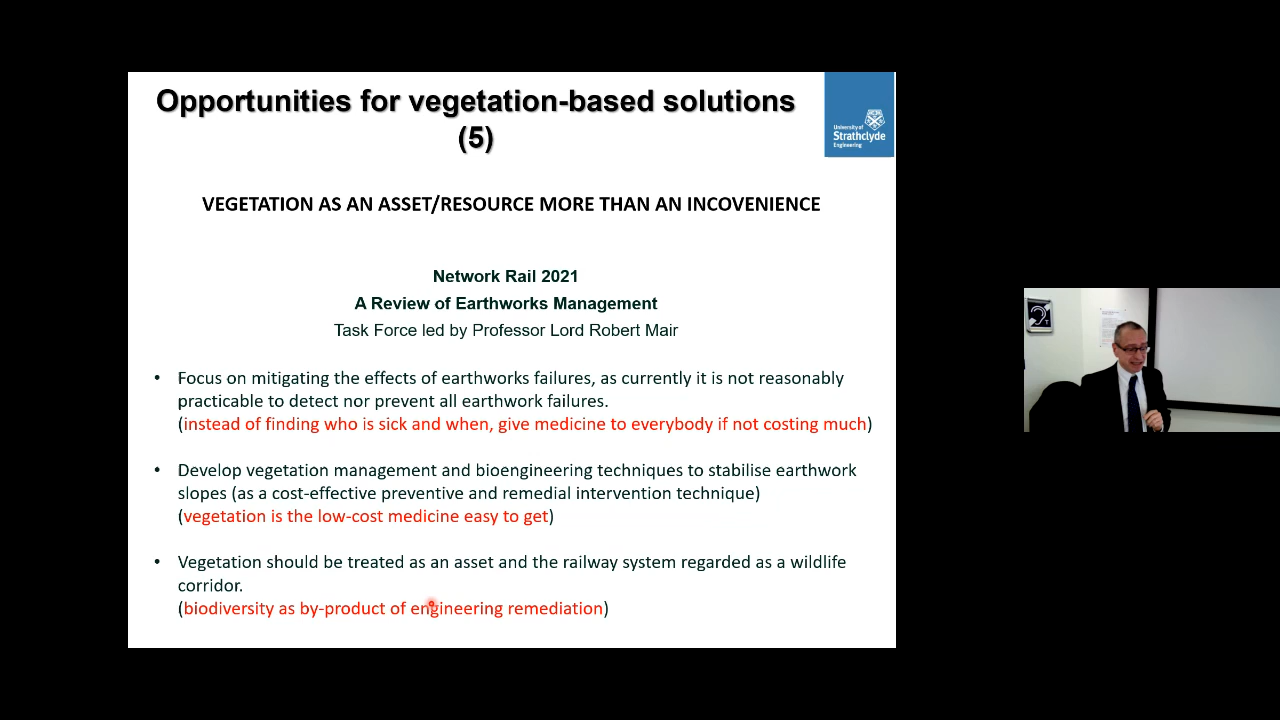 Opportunities for vegetation-based solutions
(5)
University of
Strathclyde
Engineering
VEGETATION AS AN ASSET/RESOURCE MORE THAN AN INCOVENIENCE
Network Rail 2021
A Review of Earthworks Management
Task Force led by Professor Lord Robert Mair
• Focus on mitigating the effects of earthworks failures, as currently it is not reasonably
practicable to detect nor prevent all earthwork failures.
(instead of finding who is sick and when, give medicine to everybody if not costing much)
• Develop vegetation management and bioengineering techniques to stabilise earthwork
slopes (as a cost-effective preventive and remedial intervention technique)
(vegetation is the low-cost medicine easy to get)
• Vegetation should be treated as an asset and the railway system regarded as a wildlife
corridor.
(biodiversity as by-product of engineering remediation)
T